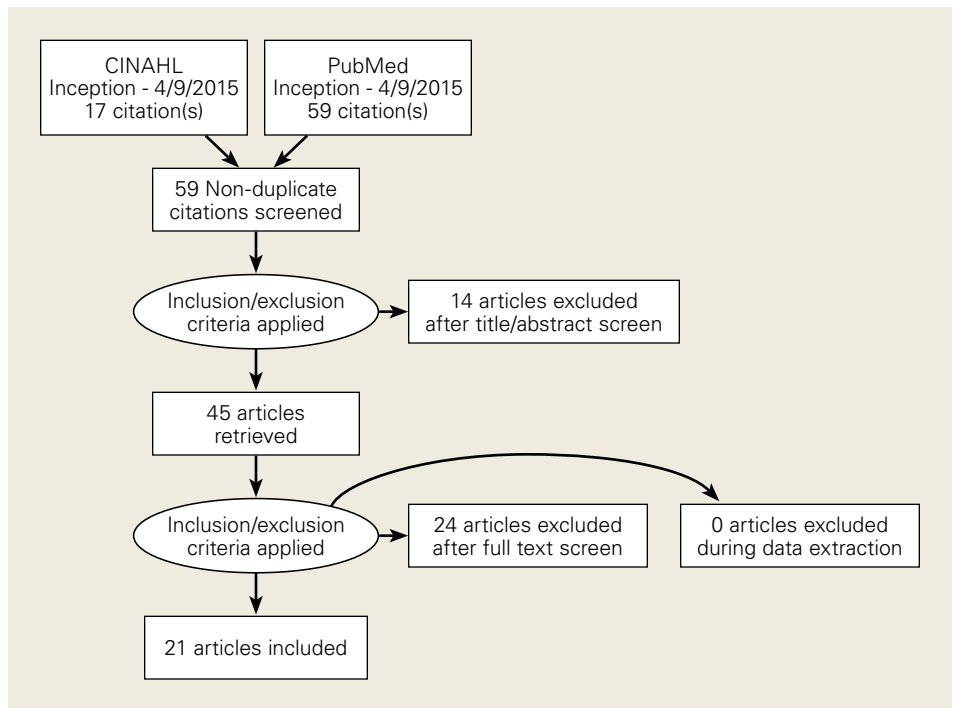 CINAHL
Inception - 4/9/2015
17 citation(s)
PubMed
Inception - 4/9/2015
59 citation(s)
59 Non-duplicate
citations screened
Inclusion/exclusion
criteria applied
14 articles excluded
after title/abstract screen
45 articles
retrieved
Inclusion/exclusion
criteria applied
24 articles excluded
after full text screen
0 articles excluded
during data extraction
21 articles included